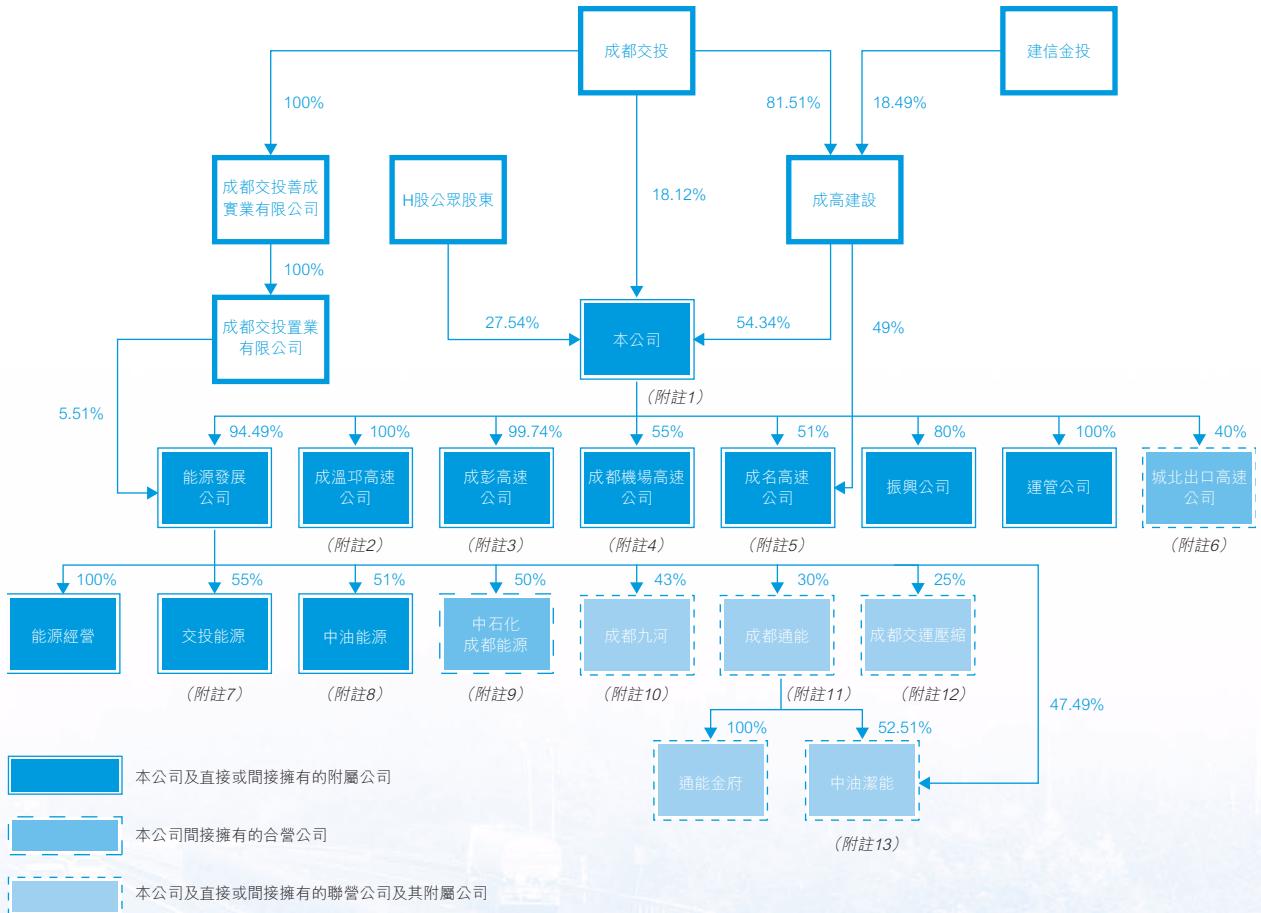 成都交投
建信金投
100%
81.51%
18.49%
成都交投善成
實業有限公司
H股公眾股東
18.12%
成高建設
100%
成都交投置業
有限公司
27.54%
本公司
54.34%
49%
(附註1)
5.51%
94.49%
100%
99.74%
55%
51%
80%
100%
40%
能源發展
公司
成溫邛高速
公司
成彭高速
公司
成都機場高速
公司
成名高速
公司
振興公司
運管公司
城北出口高速
公司
(附註2)
(附註3)
(附註4)
(附註5)
(附註6)
100%
55%
51%
50%
43%
30%
25%
能源經營
交投能源
中油能源
中石化
成都能源
成都九河
成都通能
成都交運壓縮
(附註7)
(附註8)
(附註9)
(附註10)
(附註11)
(附註12)
47.49%
100%
52.51%
通能金府
中油潔能
(附註13)
本公司及直接或間接擁有的附屬公司
本公司間接擁有的合營公司
本公司及直接或間接擁有的聯營公司及其附屬公司